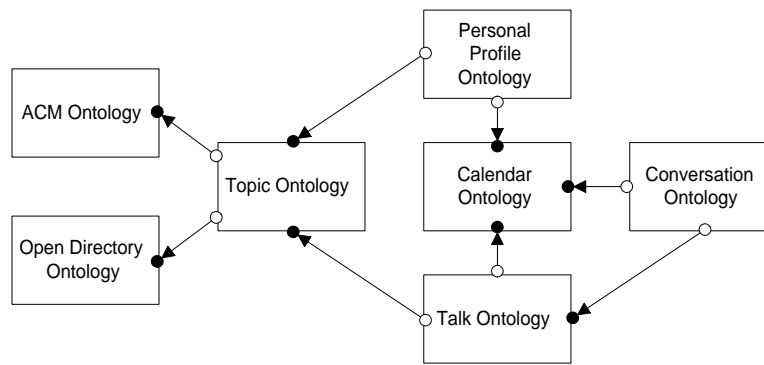 Personal
Profile
Ontology
ACM Ontology
Topic Ontology
Calendar
Ontology
Conversation
Ontology
Open Directory
Ontology
Talk Ontology